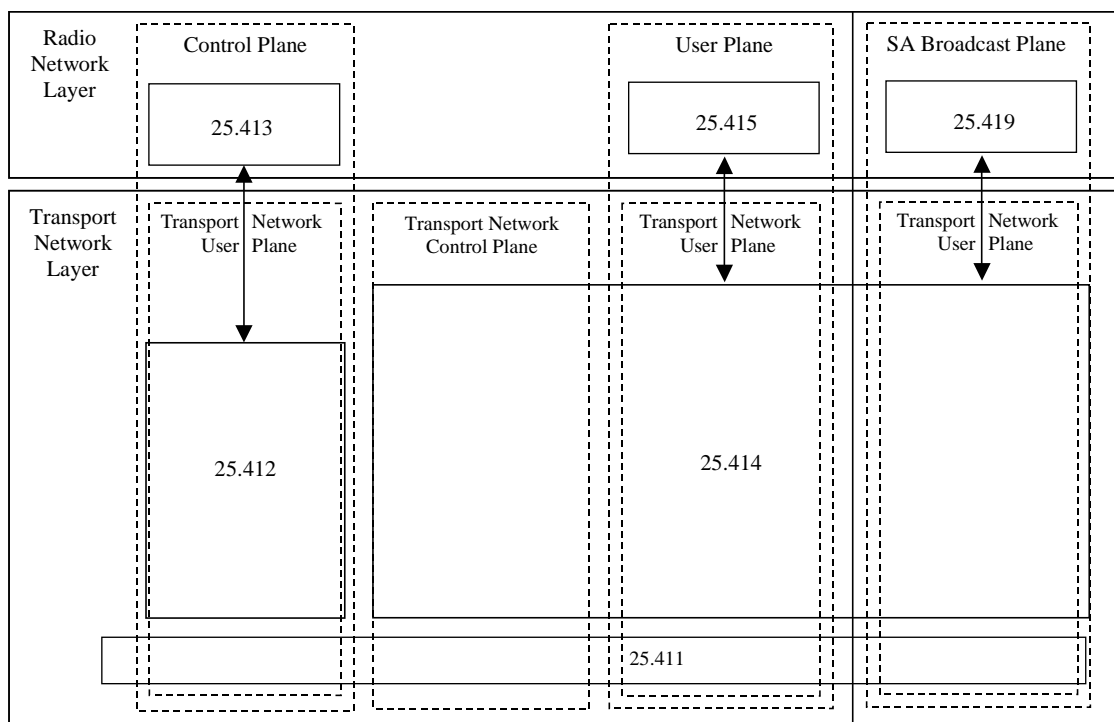 Radio
Network
Layer
Control Plane
User Plane
SA Broadcast Plane
25.413
25.415
25.419
Transport
Network
Layer
Transport Network
User Plane
Transport Network
Control Plane
Transport Network
User Plane
Transport Network
User Plane
25.412
25.414
25.411